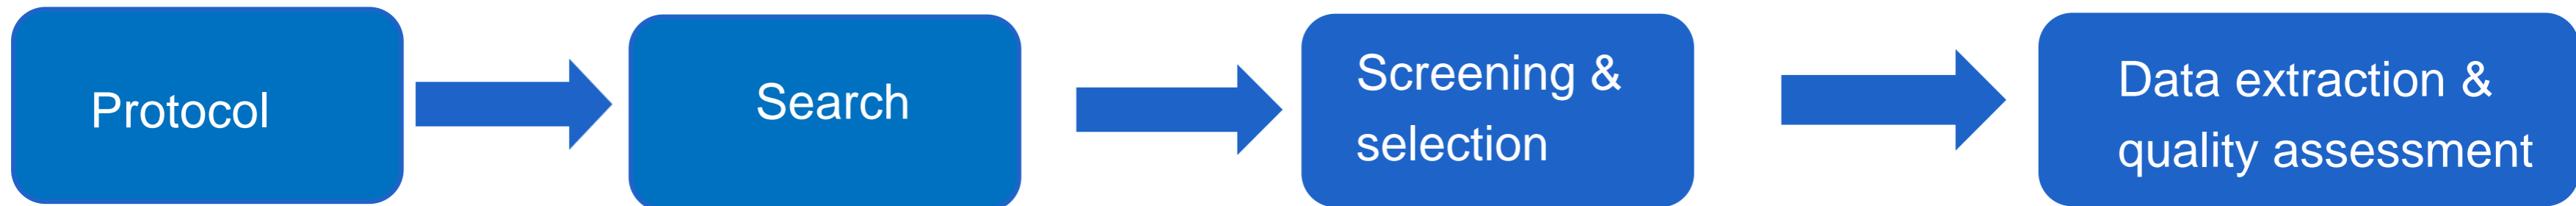 Protocol
Search
Screening &
selection
Data extraction &
quality assessment